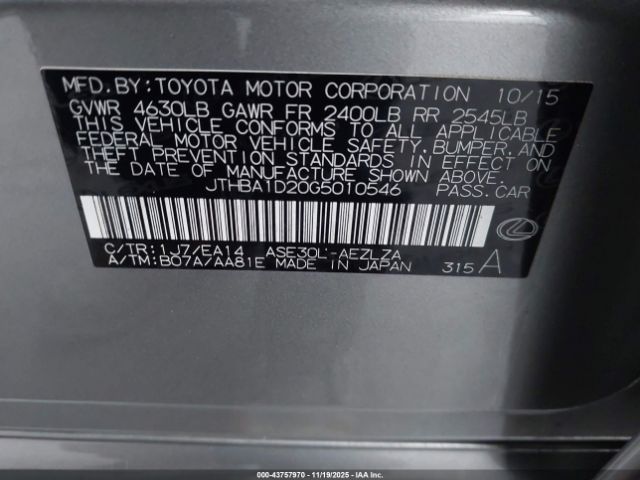 MFD. BY: TOYOTA MOTOR CORPORATION 10/15
GVWR 4630LB GAWR FR 2400LB RR 2545LB
THIS VEHICLE CONFORMS TO ALL APPLICABLE
FEDERAL MOTOR VEHICLE SAFETY, BUMPER, AND
THEFT PREVENTION STANDARDS IN EFFECT ON
THE DATE OF MANUFACTURE SHOWN ABOVE.
JTHBA1D20G5010546 PASS. CAR
C/TR: 1J7/EA14 ASE30L-AEZLZA
A/TM: B07A/AA81E MADE IN JAPAN 315 A
000-43757970 - 11/19/2025 - IAAI.COM